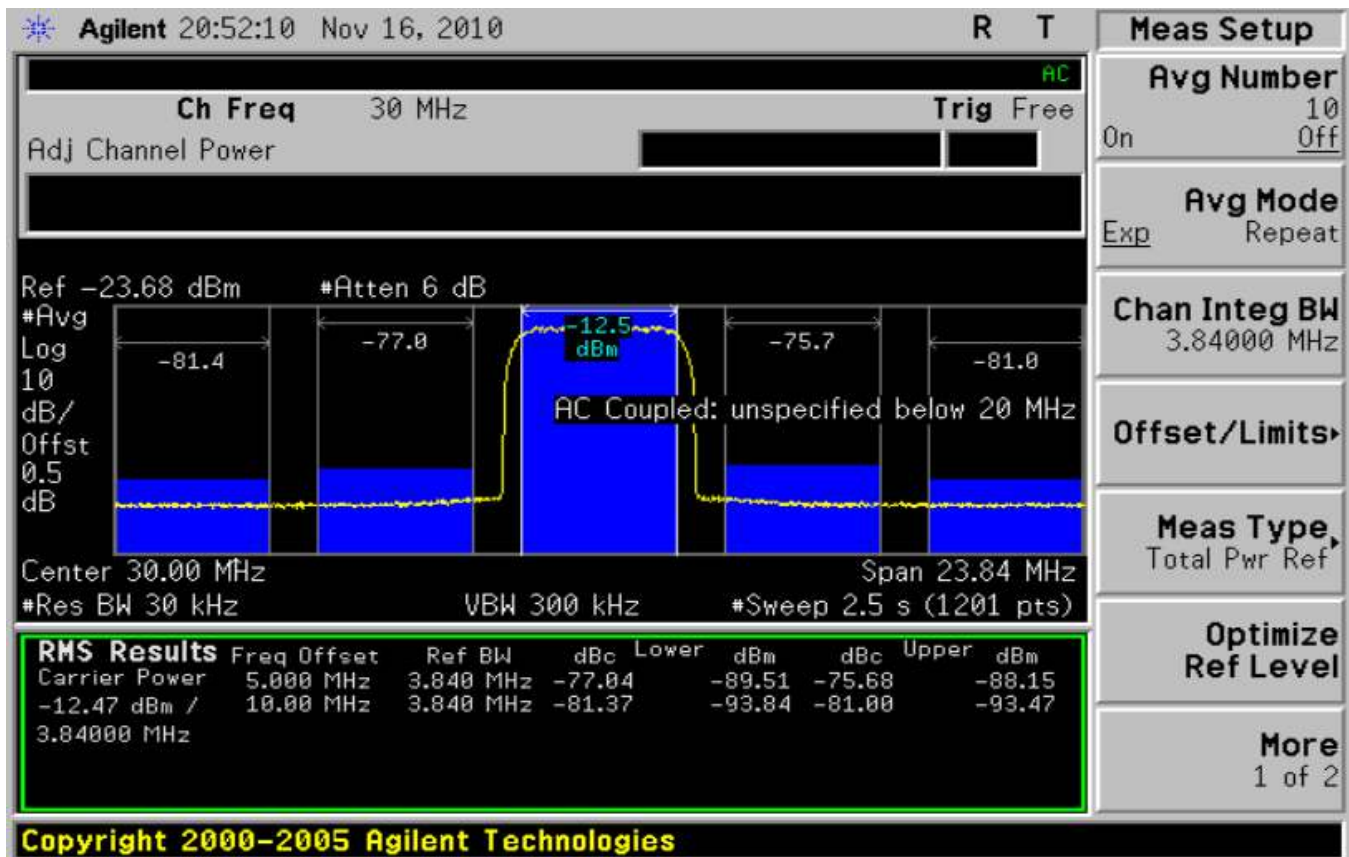 Agilent 20:52:10 Nov 16, 2010 R T
AC
Ch Freq 30 MHz Trig Free
Adj Channel Power
Ref -23.68 dBm #Atten 6 dB
#Avg
Log
10
dB/
Offst
0.5
dB
-81.4
-77.0
-12.5
dBm
-75.7
-81.0
AC Coupled: unspecified below 20 MHz
Center 30.00 MHz Span 23.84 MHz
#Res BW 30 kHz VBW 300 kHz #Sweep 2.5 s (1201 pts)
RMS Results Freq Offset Ref BW dBc Lower dBm dBc Upper dBm
Carrier Power 5.000 MHz 3.840 MHz -77.04 -89.51 -75.68 -88.15
-12.47 dBm / 10.00 MHz 3.840 MHz -81.37 -93.84 -81.00 -93.47
3.84000 MHz
Copyright 2000-2005 Agilent Technologies
Meas Setup
Avg Number
10
On Off
Avg Mode
Exp Repeat
Chan Integ BW
3.84000 MHz
Offset/Limits
Meas Type
Total Pwr Ref
Optimize
Ref Level
More
1 of 2